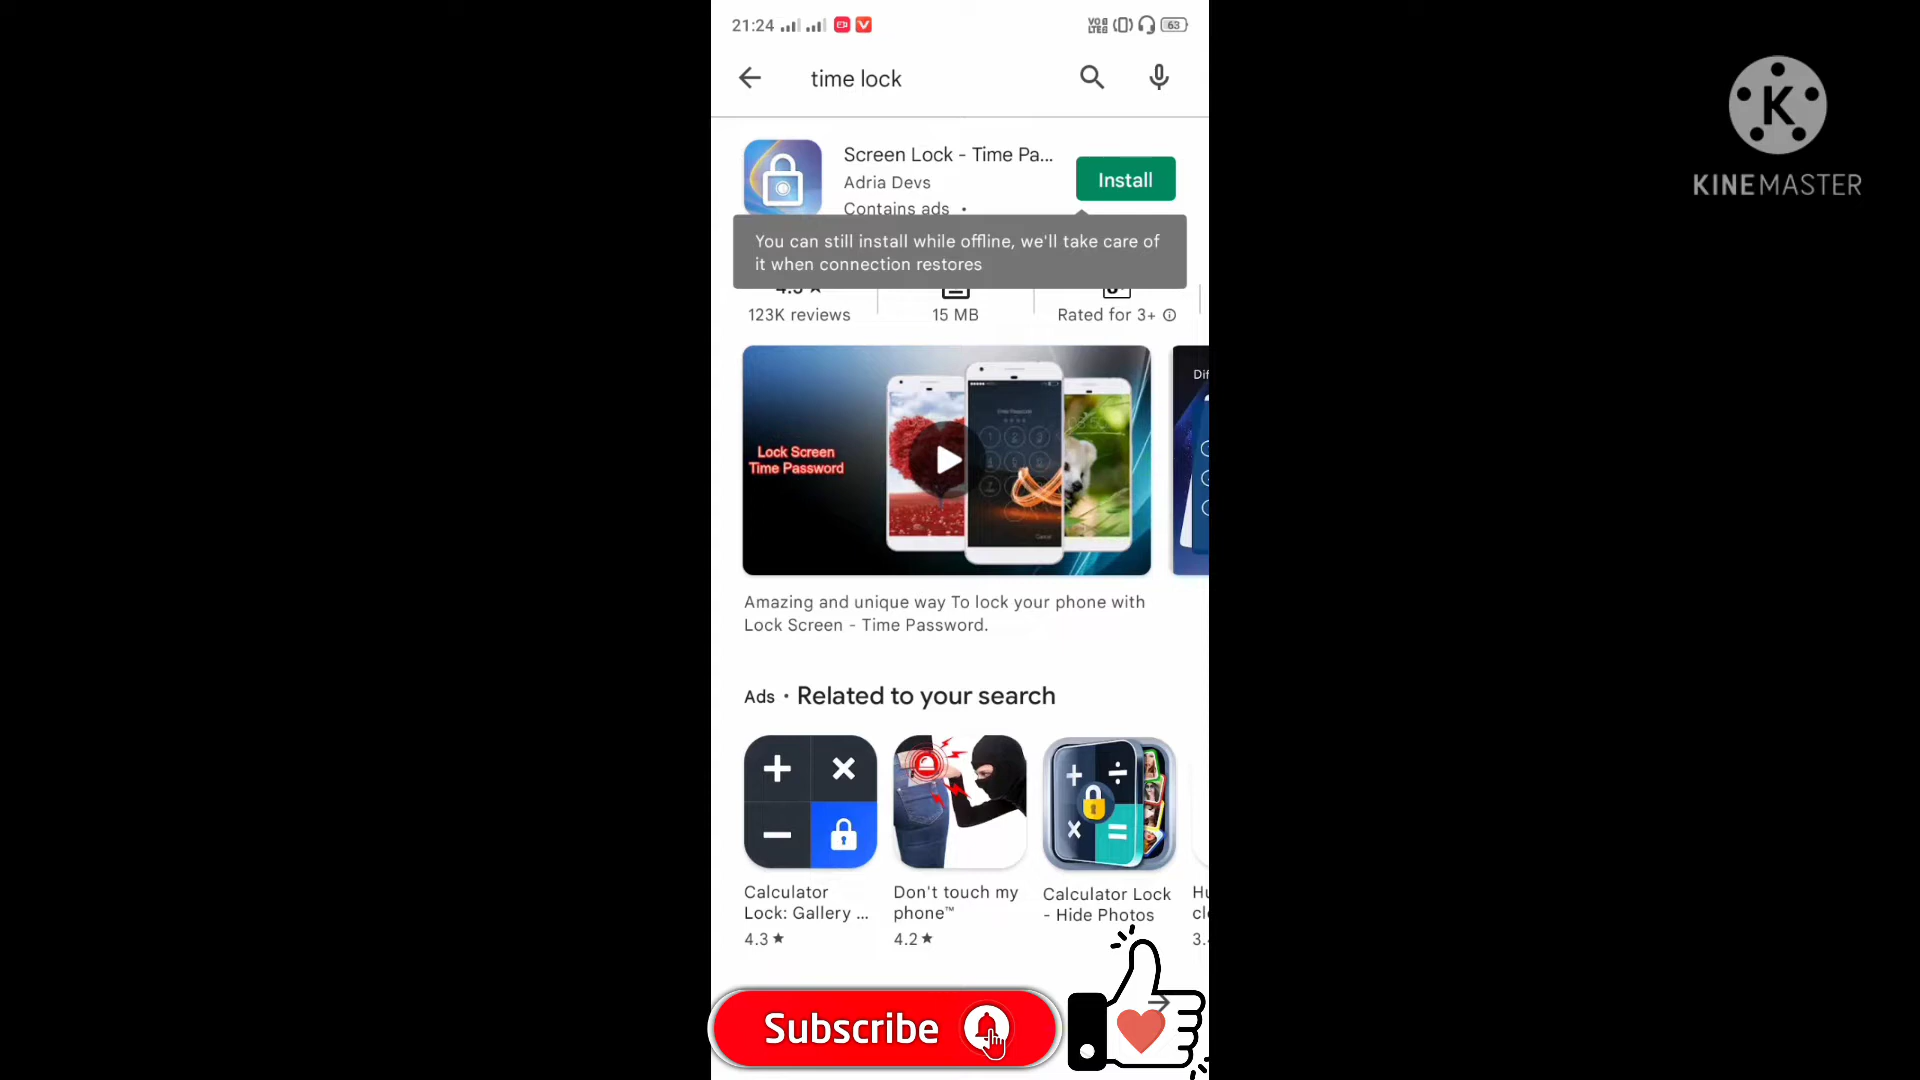 21:24
VO
LTE
63
time lock
KINEMASTER
K
Screen Lock - Time Pa...
Adria Devs
Install
Contains ads •
You can still install while offline, we'll take care of
it when connection restores
123K reviews
15 MB
Rated for 3+
Lock Screen
Time Password
Amazing and unique way To lock your phone with
Lock Screen - Time Password.
Ads • Related to your search
Calculator
Lock: Gallery ...
4.3 ★
Don't touch my
phone™
4.2 ★
Calculator Lock
- Hide Photos
Subscribe